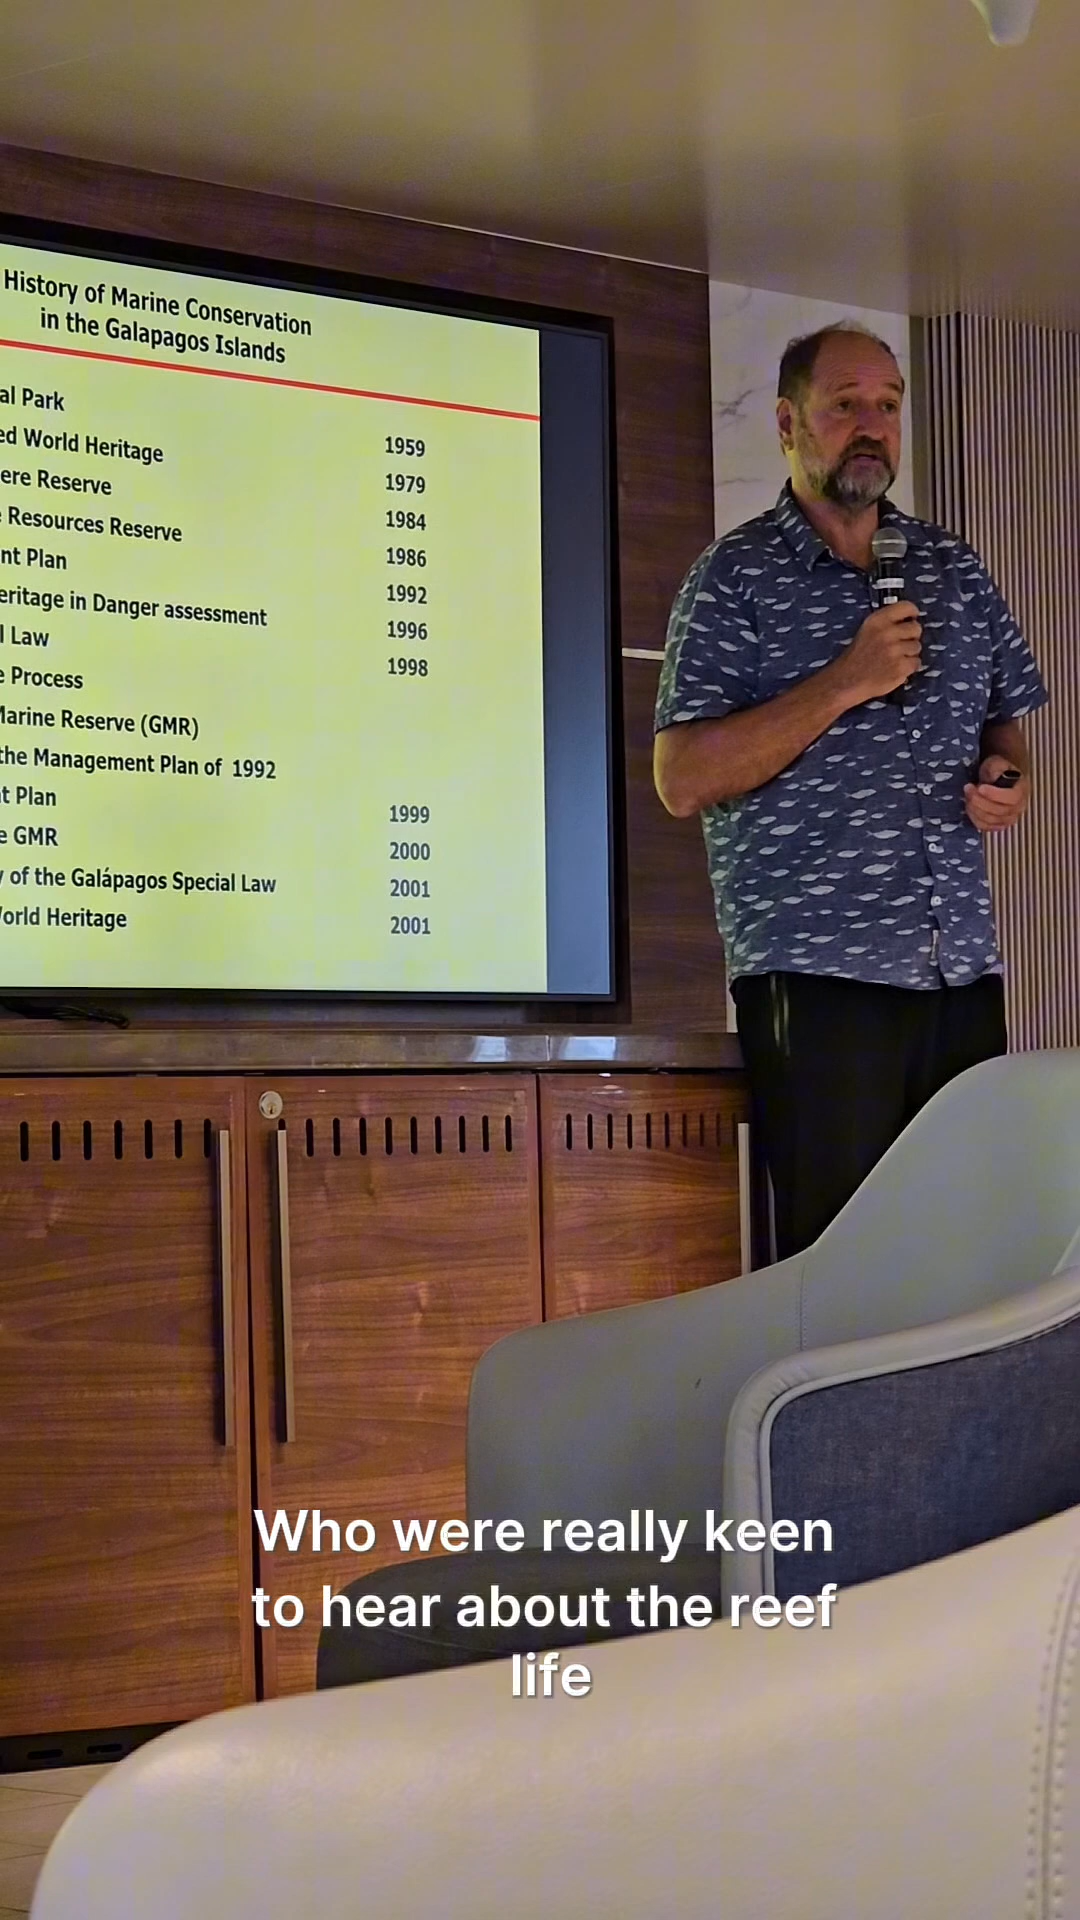 History of Marine Conservation
in the Galapagos Islands
al Park
ed World Heritage 1959
ere Reserve 1979
Resources Reserve 1984
nt Plan 1986
eritage in Danger assessment 1992
l Law 1996
e Process 1998
Marine Reserve (GMR)
the Management Plan of 1992
t Plan
e GMR 1999
y of the Galápagos Special Law 2000
World Heritage 2001
2001
Who were really keen
to hear about the reef
life